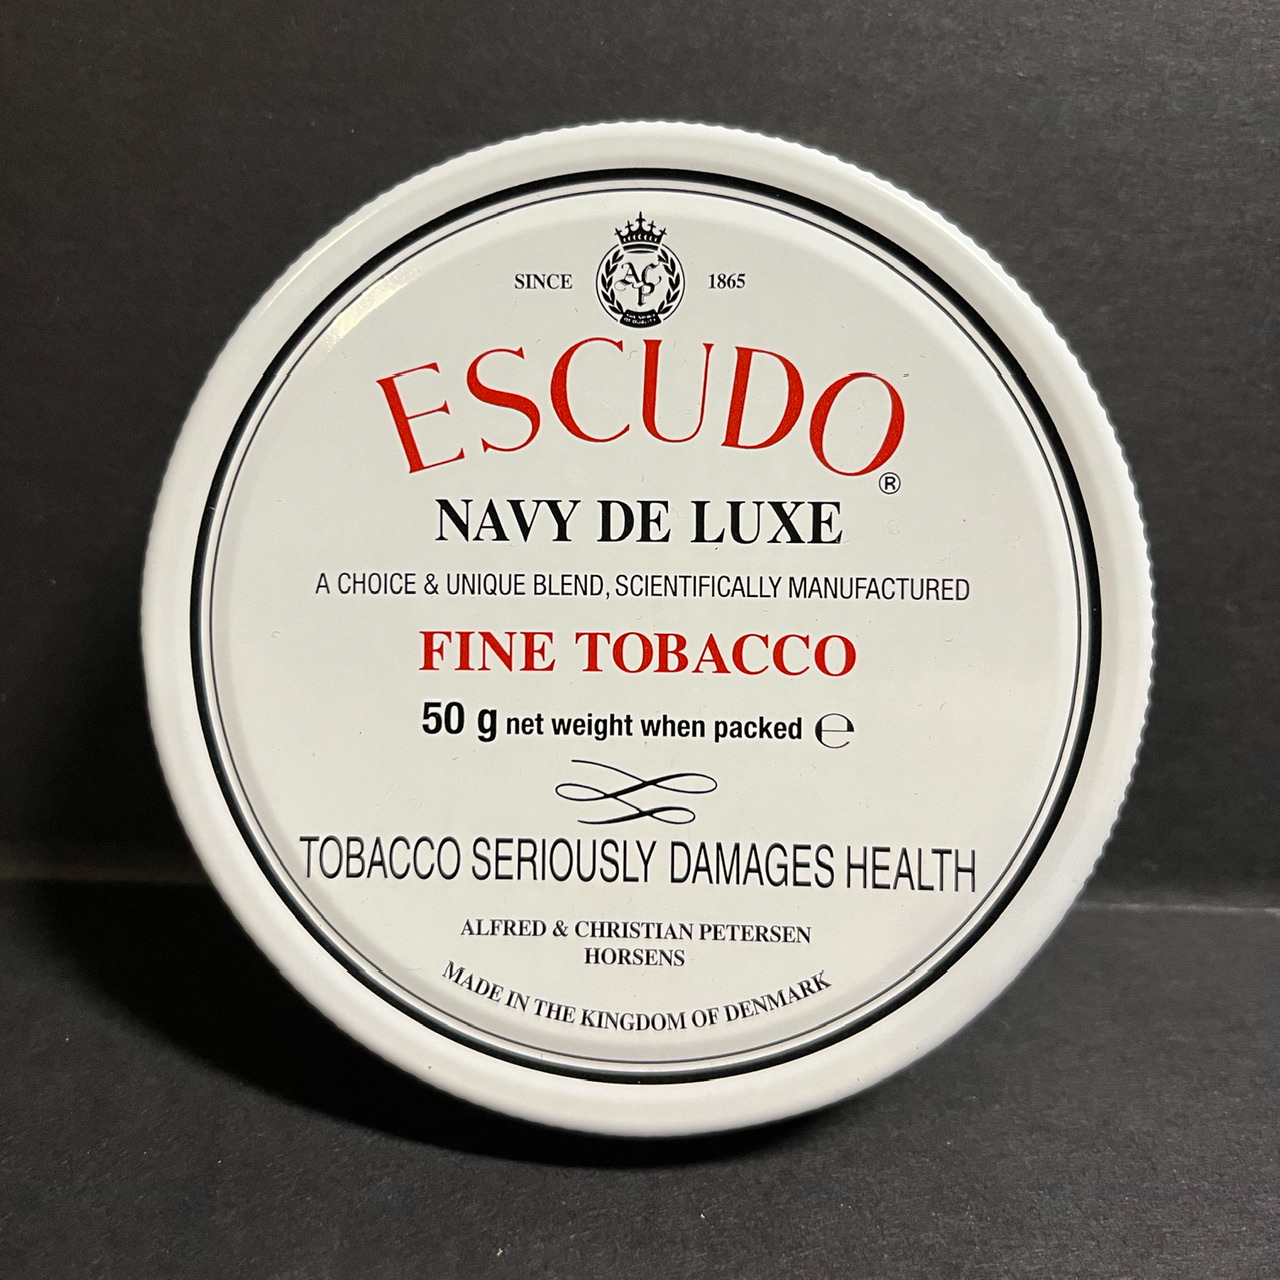 SINCE 1865
ACP
ESCUDO®
NAVY DE LUXE
A CHOICE & UNIQUE BLEND, SCIENTIFICALLY MANUFACTURED
FINE TOBACCO
50 g net weight when packed ℮
TOBACCO SERIOUSLY DAMAGES HEALTH
ALFRED & CHRISTIAN PETERSEN
HORSENS
MADE IN THE KINGDOM OF DENMARK